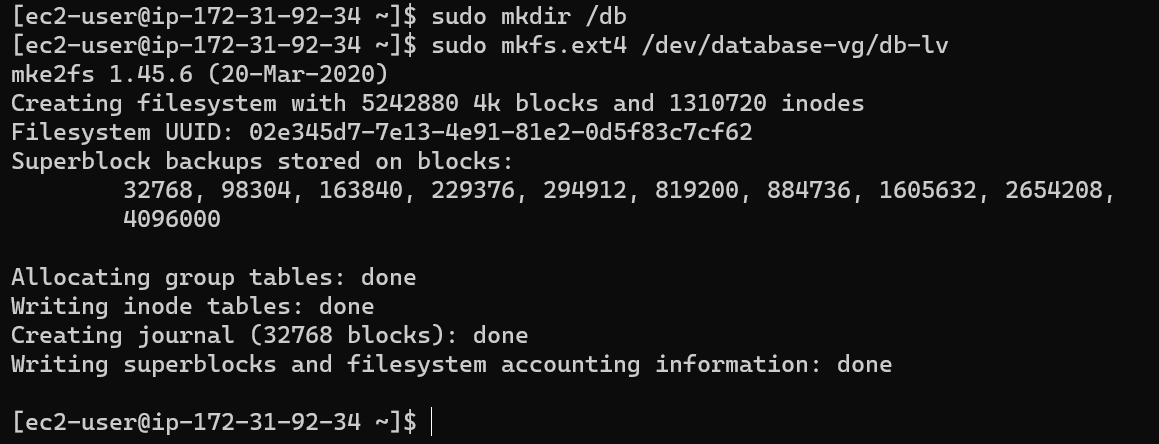 [ec2-user@ip-172-31-92-34 ~]$ sudo mkdir /db
[ec2-user@ip-172-31-92-34 ~]$ sudo mkfs.ext4 /dev/database-vg/db-lv
mke2fs 1.45.6 (20-Mar-2020)
Creating filesystem with 5242880 4k blocks and 1310720 inodes
Filesystem UUID: 02e345d7-7e13-4e91-81e2-0d5f83c7cf62
Superblock backups stored on blocks:
        32768, 98304, 163840, 229376, 294912, 819200, 884736, 1605632, 2654208,
        4096000

Allocating group tables: done
Writing inode tables: done
Creating journal (32768 blocks): done
Writing superblocks and filesystem accounting information: done

[ec2-user@ip-172-31-92-34 ~]$